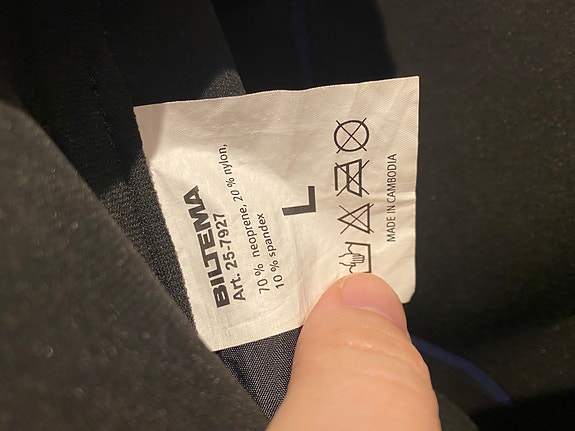 BILTEMA
Art. 25-7927
70 % neoprene, 20 % nylon,
10 % spandex
L
MADE IN CAMBODIA